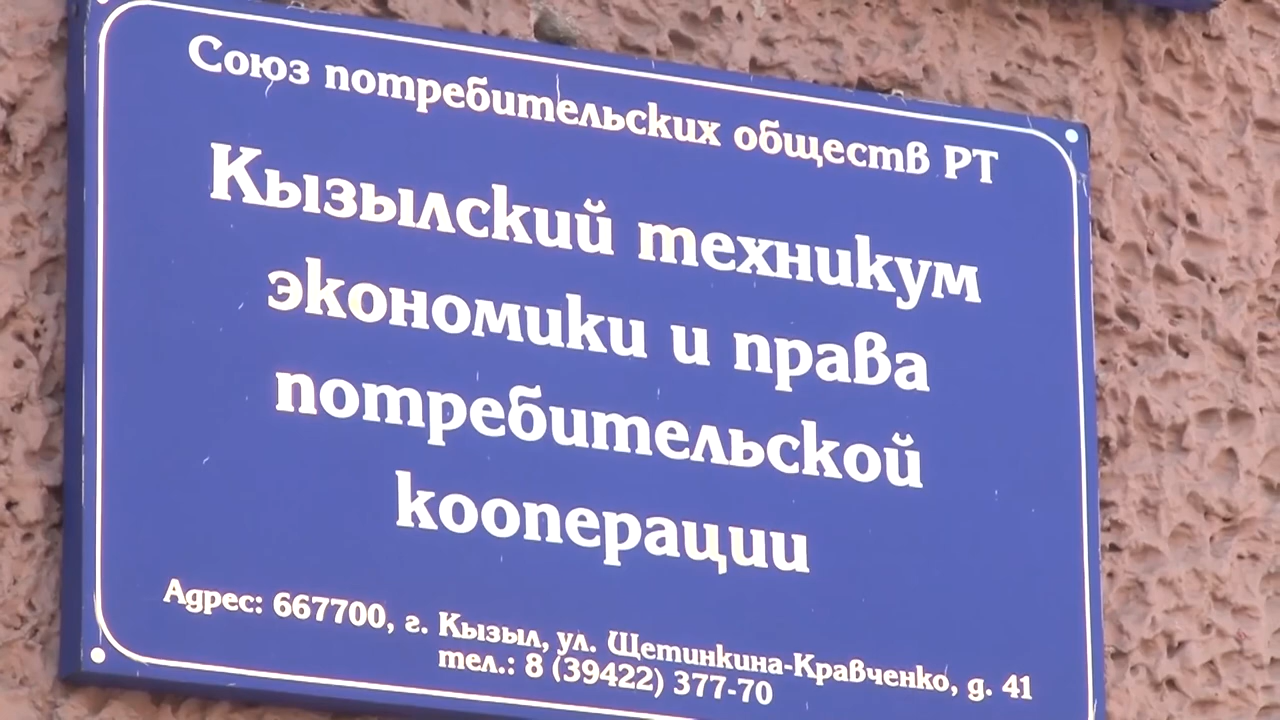 Союз потребительских обществ РТ
Кызылский техникум
экономики и права
потребительской
кооперации
Адрес: 667700, г. Кызыл, ул. Щетинкина-Кравченко, д. 41
тел.: 8 (39422) 377-70